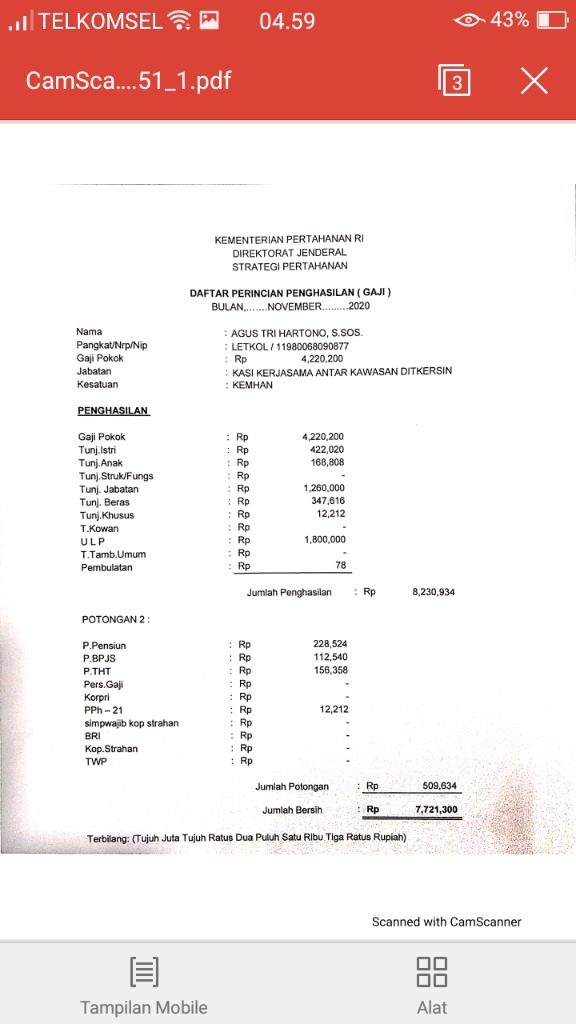 TELKOMSEL 04.59 43%
CamSca....51_1.pdf 3
KEMENTERIAN PERTAHANAN RI
DIREKTORAT JENDERAL
STRATEGI PERTAHANAN
DAFTAR PERINCIAN PENGHASILAN ( GAJI )
BULAN,.......NOVEMBER.........2020
Nama : AGUS TRI HARTONO, S.SOS.
Pangkat/Nrp/Nip : LETKOL / 11980068090877
Gaji Pokok : Rp 4,220,200
Jabatan : KASI KERJASAMA ANTAR KAWASAN DITKERSIN
Kesatuan : KEMHAN
PENGHASILAN
Gaji Pokok : Rp 4,220,200
Tunj.Istri : Rp 422,020
Tunj.Anak : Rp 168,808
Tunj.Struk/Fungs : Rp -
Tunj. Jabatan : Rp 1,260,000
Tunj. Beras : Rp 347,616
Tunj.Khusus : Rp 12,212
T.Kowan : Rp -
U L P : Rp 1,800,000
T.Tamb.Umum : Rp -
Pembulatan : Rp 78
Jumlah Penghasilan : Rp 8,230,934
POTONGAN 2 :
P.Pensiun : Rp 228,524
P.BPJS : Rp 112,540
P.THT : Rp 156,358
Pers.Gaji : Rp -
Korpri : Rp -
PPh – 21 : Rp 12,212
simpwajib kop strahan : Rp -
BRI : Rp -
Kop.Strahan : Rp -
TWP : Rp -
Jumlah Potongan : Rp 509,634
Jumlah Bersih : Rp 7,721,300
Terbilang: (Tujuh Juta Tujuh Ratus Dua Puluh Satu Ribu Tiga Ratus Rupiah)
Scanned with CamScanner
Tampilan Mobile Alat